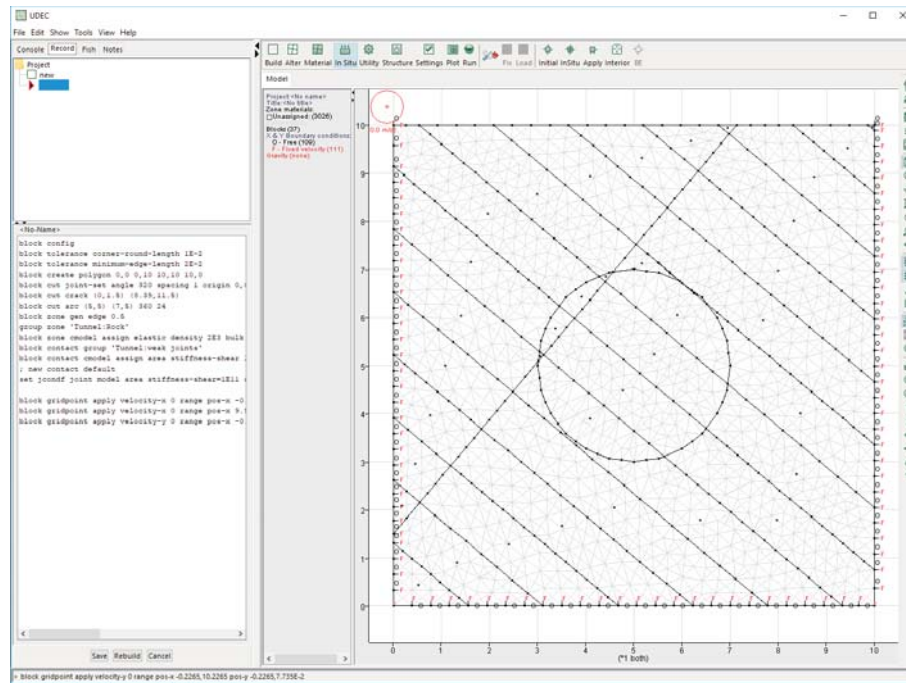 UDEC
File Edit Show Tools View Help
Console Record Fish Notes
Project
new
<No-Name>
block config
block tolerance corner-round-length 1E-2
block tolerance minimum-edge-length 2E-2
block create polygon 0,0 0,10 10,10 10,0
block cut joint-set angle 320 spacing 1 origin 0,
block cut crack (0,1.5) (8.39,11.5)
block cut arc (5,5) (7,5) 360 24
block zone gen edge 0.5
group zone 'Tunnel:Rock'
block zone cmodel assign elastic density 2E3 bulk
block contact group 'Tunnel:weak joints'
block contact cmodel assign area stiffness-shear
; new contact default
set jcondf joint model area stiffness-shear=1E11
block gridpoint apply velocity-x 0 range pos-x -0
block gridpoint apply velocity-x 0 range pos-x 9.
block gridpoint apply velocity-y 0 range pos-x -0.
Save Rebuild Cancel
Build Alter Material In Situ Utility Structure Settings Plot Run Fix Load Initial InSitu Apply Interior
Model
Project <No name>
Title: <No title>
Zone materials:
Unassigned: (3026)
Blocks (37)
X & Y Boundary conditions:
O - Free (109)
F - Fixed velocity (111)
Gravity (none)
10
9
8
7
6
5
4
3
2
1
0
0 1 2 3 4 5 6 7 8 9 10
(*1 both)
> block gridpoint apply velocity-y 0 range pos-x -0.2265,10.2265 pos-y -0.2265,7.735E-2